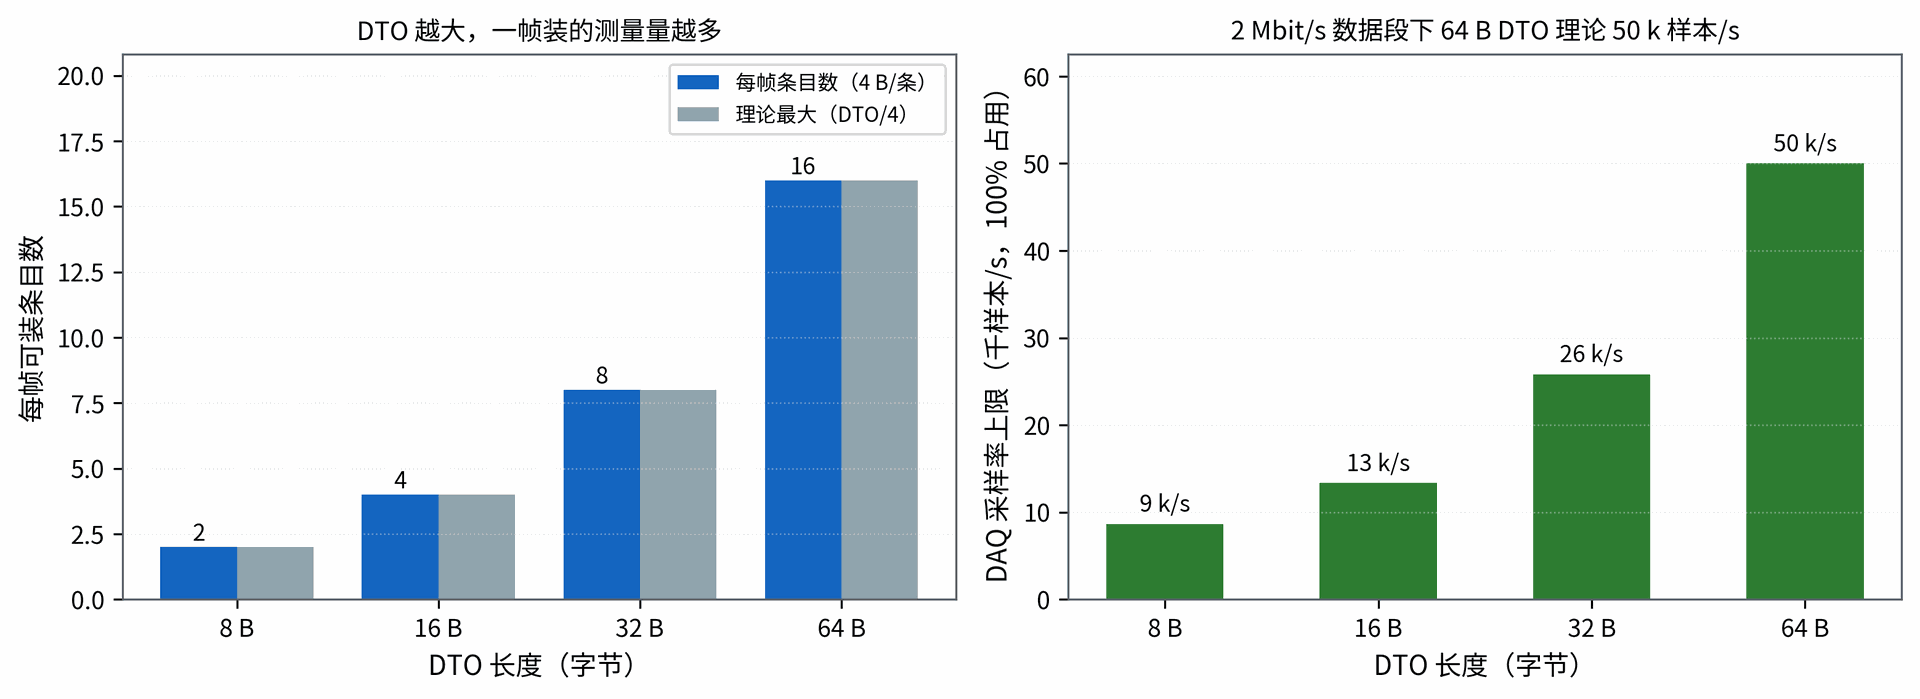 DTO 越大，一帧装的测量量越多
每帧可装条目数
20.0
17.5
15.0
12.5
10.0
7.5
5.0
2.5
0.0
每帧条目数（4 B/条）
理论最大（DTO/4）
2
4
8
16
8 B
16 B
32 B
64 B
DTO 长度（字节）
2 Mbit/s 数据段下 64 B DTO 理论 50 k 样本/s
DAQ 采样率上限（千样本/s，100% 占用）
60
50
40
30
20
10
0
9 k/s
13 k/s
26 k/s
50 k/s
8 B
16 B
32 B
64 B
DTO 长度（字节）